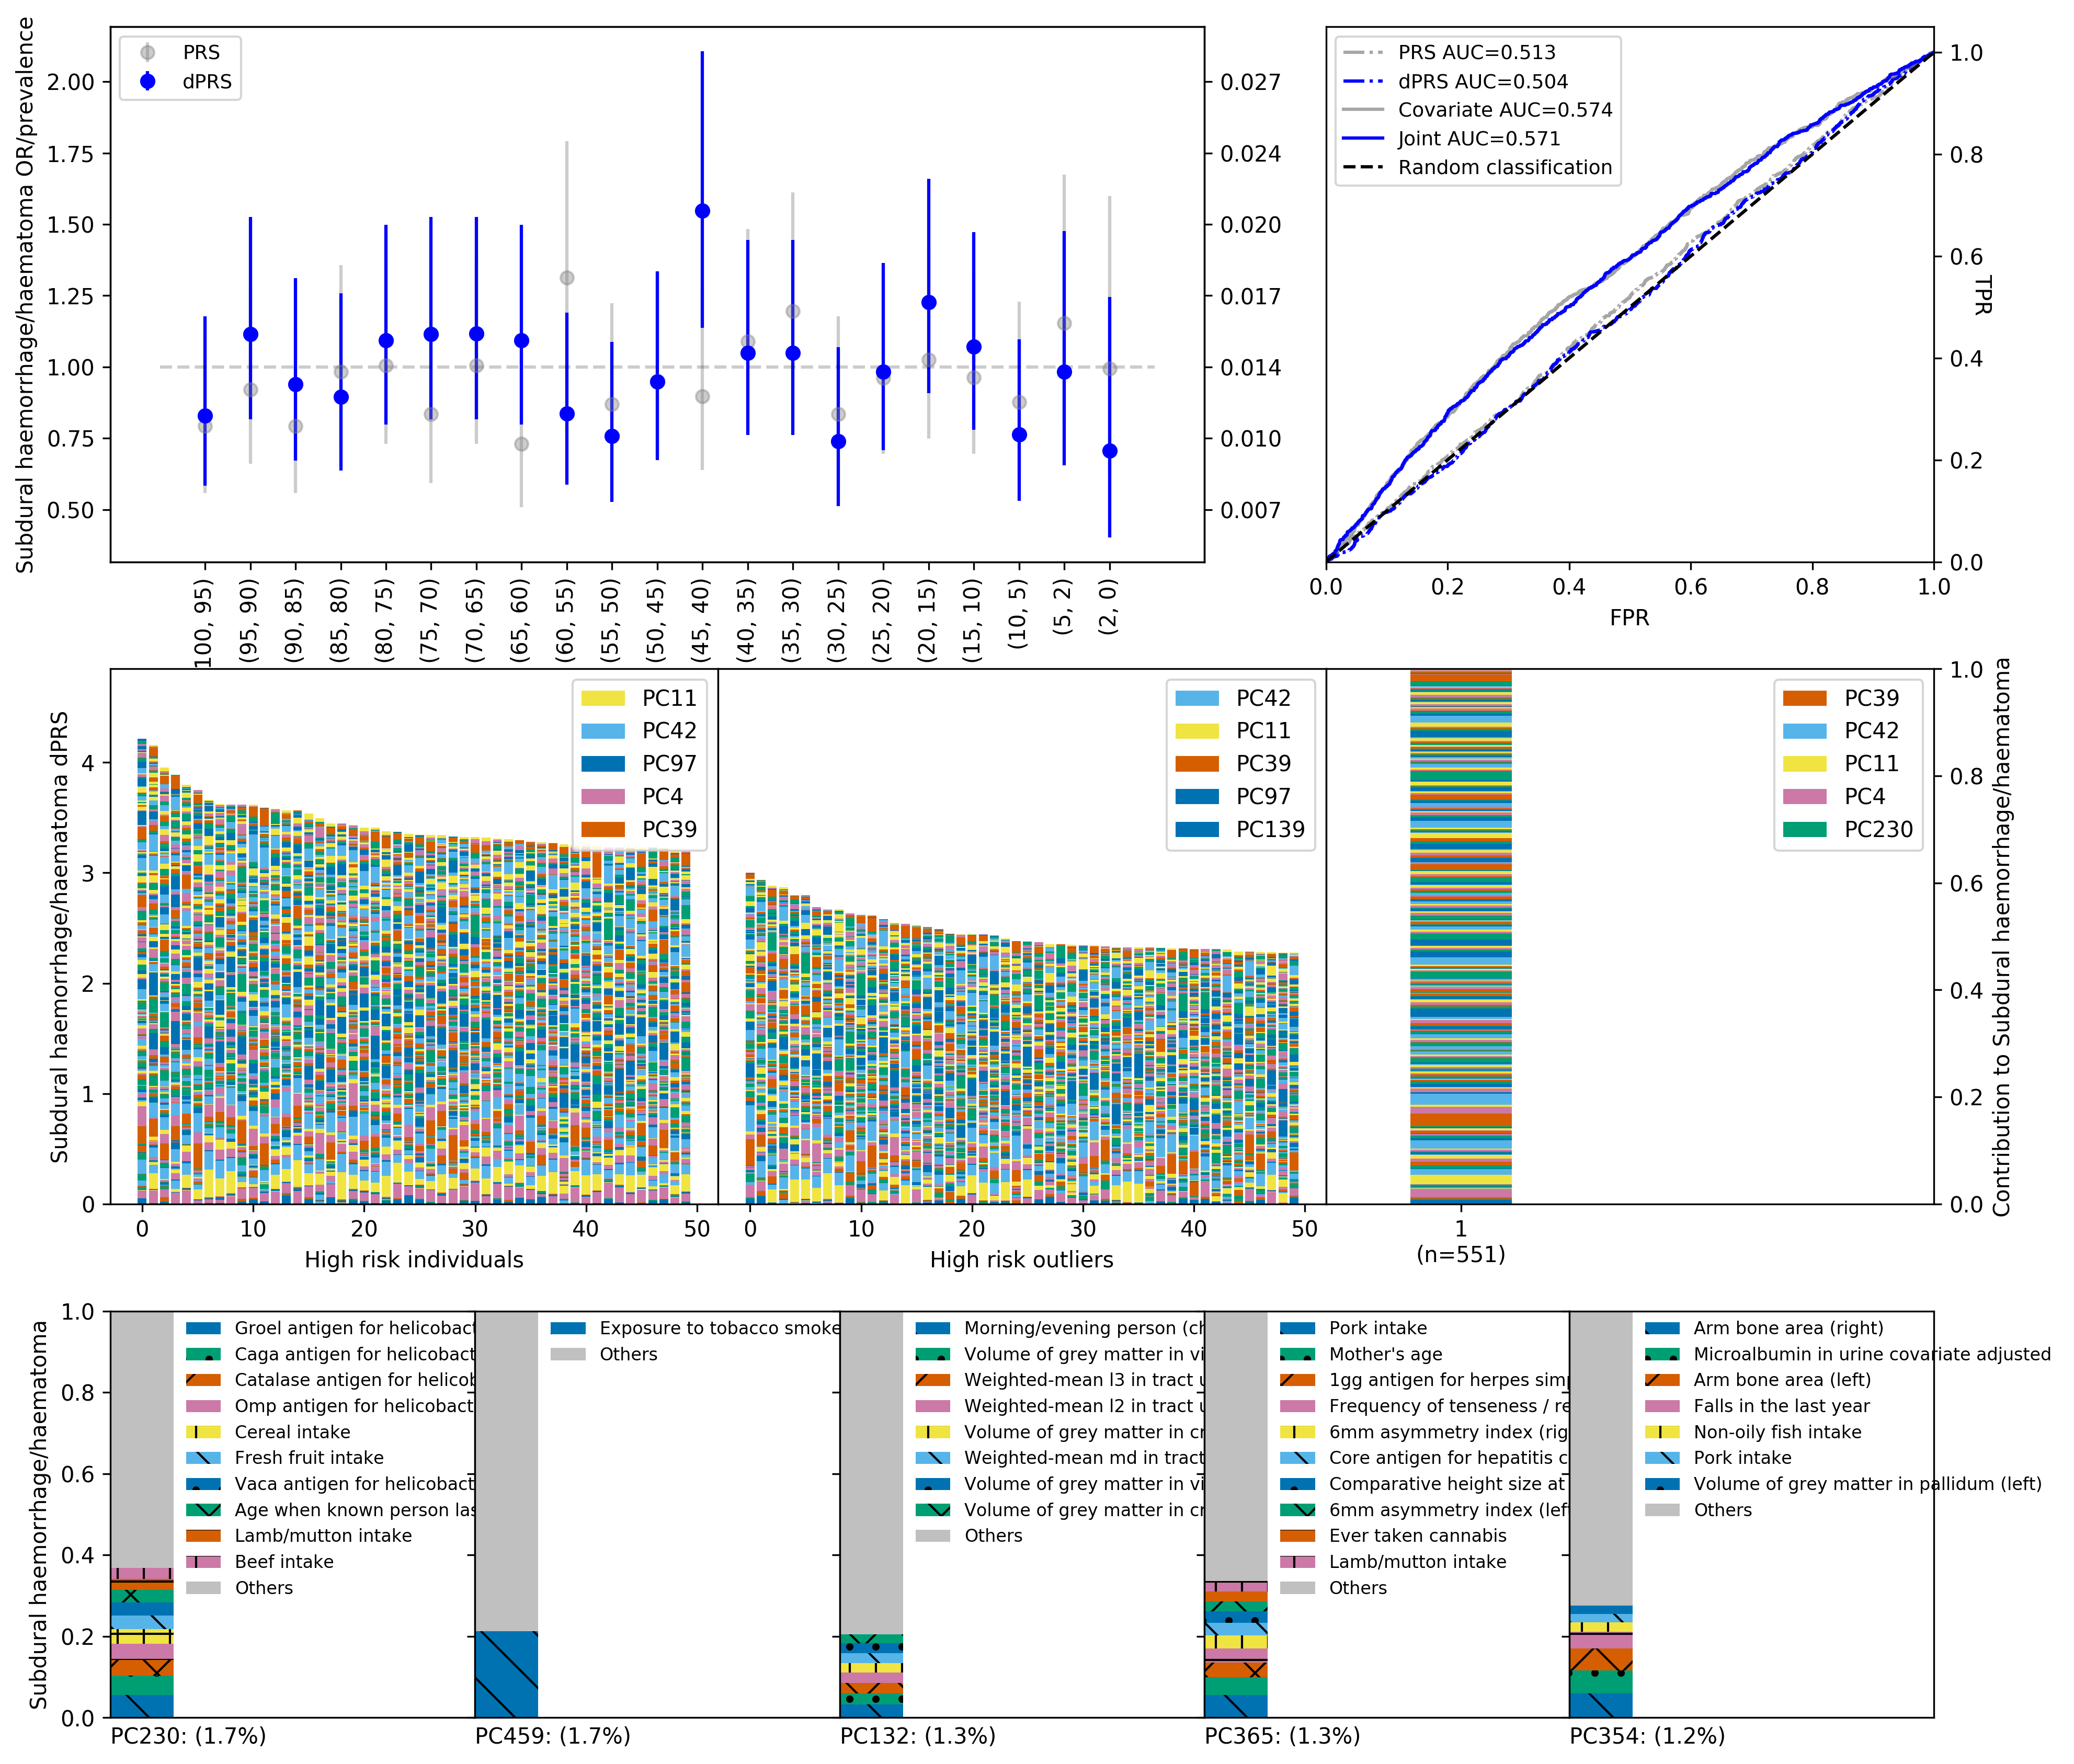 Subdural haemorrhage/haematoma OR/prevalence
PRS
dPRS
2.00
1.75
1.50
1.25
1.00
0.75
0.50
0.027
0.024
0.020
0.017
0.014
0.010
0.007
100, 95)
(95, 90)
(90, 85)
(85, 80)
(80, 75)
(75, 70)
(70, 65)
(65, 60)
(60, 55)
(55, 50)
(50, 45)
(45, 40)
(40, 35)
(35, 30)
(30, 25)
(25, 20)
(20, 15)
(15, 10)
(10, 5)
(5, 2)
(2, 0)
PRS AUC=0.513
dPRS AUC=0.504
Covariate AUC=0.574
Joint AUC=0.571
Random classification
1.0
0.8
0.6
0.4
0.2
0.0
TPR
0.0 0.2 0.4 0.6 0.8 1.0
FPR
Subdural haemorrhage/haematoma dPRS
4
3
2
1
0
PC11
PC42
PC97
PC4
PC39
0 10 20 30 40 50
High risk individuals
PC42
PC11
PC39
PC97
PC139
0 10 20 30 40 50
High risk outliers
PC39
PC42
PC11
PC4
PC230
1
(n=551)
1.0
0.8
0.6
0.4
0.2
0.0
Contribution to Subdural haemorrhage/haematoma
Subdural haemorrhage/haematoma
1.0
0.8
0.6
0.4
0.2
0.0
Groel antigen for helicobact
Caga antigen for helicobact
Catalase antigen for helicob
Omp antigen for helicobact
Cereal intake
Fresh fruit intake
Vaca antigen for helicobact
Age when known person las
Lamb/mutton intake
Beef intake
Others
PC230: (1.7%)
Exposure to tobacco smoke
Others
PC459: (1.7%)
Morning/evening person (ch
Volume of grey matter in vi
Weighted-mean l3 in tract u
Weighted-mean l2 in tract u
Volume of grey matter in cr
Weighted-mean md in tract
Volume of grey matter in vi
Volume of grey matter in cr
Others
PC132: (1.3%)
Pork intake
Mother's age
1gg antigen for herpes simp
Frequency of tenseness / re
6mm asymmetry index (rig
Core antigen for hepatitis c
Comparative height size at
6mm asymmetry index (left
Ever taken cannabis
Lamb/mutton intake
Others
PC365: (1.3%)
Arm bone area (right)
Microalbumin in urine covariate adjusted
Arm bone area (left)
Falls in the last year
Non-oily fish intake
Pork intake
Volume of grey matter in pallidum (left)
Others
PC354: (1.2%)